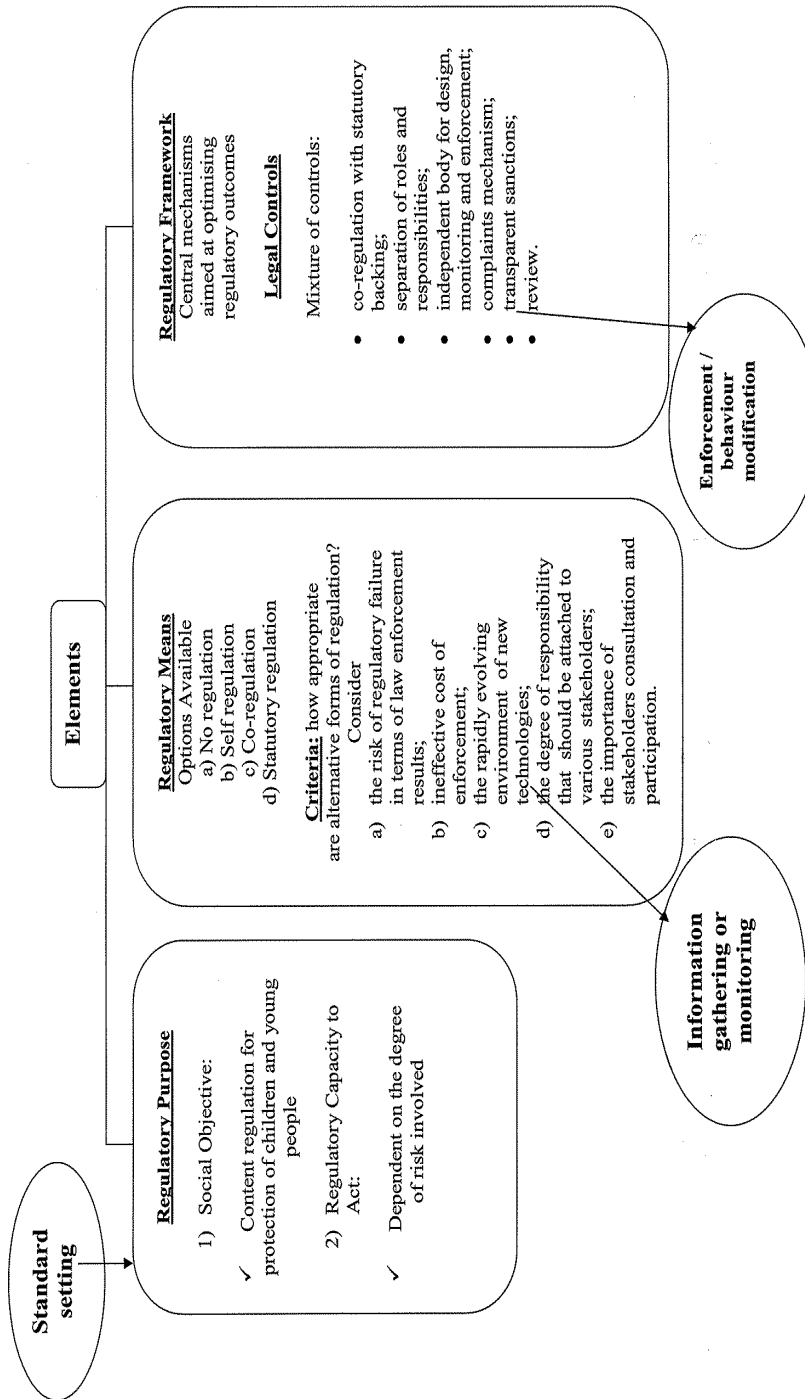 Elements
Standard
setting
Regulatory Purpose
1) Social Objective:
✓ Content regulation for
protection of children and young
people
2) Regulatory Capacity to
Act:
✓ Dependent on the degree
of risk involved
Regulatory Means
Options Available
a) No regulation
b) Self regulation
c) Co-regulation
d) Statutory regulation
Criteria: how appropriate
are alternative forms of regulation?
Consider
a) the risk of regulatory failure
in terms of law enforcement
results;
b) ineffective cost of
enforcement;
c) the rapidly evolving
environment of new
technologies;
d) the degree of responsibility
that should be attached to
various stakeholders;
e) the importance of
stakeholders consultation and
participation.
Information
gathering or
monitoring
Regulatory Framework
Central mechanisms
aimed at optimising
regulatory outcomes
Legal Controls
Mixture of controls:
• co-regulation with statutory
backing;
• separation of roles and
responsibilities;
• independent body for design,
monitoring and enforcement;
• complaints mechanism;
• transparent sanctions;
• review.
Enforcement /
behaviour
modification